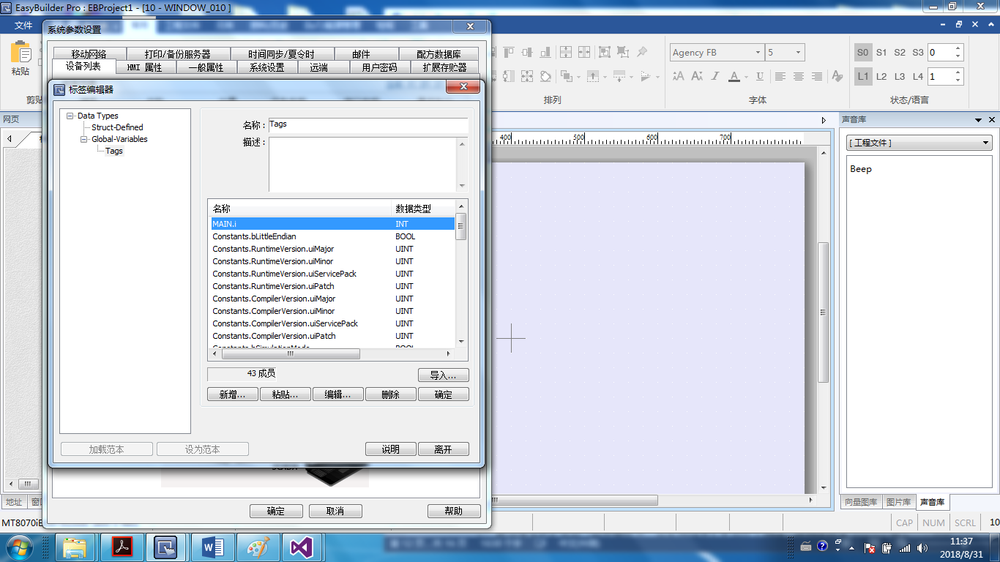 EasyBuilder Pro : EBProject1 - [10 - WINDOW_010 ]
文件
系统参数设置
粘贴
剪贴
移动网络 打印/备份服务器 时间同步/夏令时 邮件 配方数据库
设备列表 HMI 属性 一般属性 系统设置 远端 用户密码 扩展存贮器
Agency FB 5
S0 S1 S2 S3 0
L1 L2 L3 L4 1
排列 字体 状态/语言
网页
标签编辑器
Data Types
Struct-Defined
Global-Variables
Tags
名称 : Tags
描述 :
名称 数据类型
MAIN.i INT
Constants.bLittleEndian BOOL
Constants.RuntimeVersion.uiMajor UINT
Constants.RuntimeVersion.uiMinor UINT
Constants.RuntimeVersion.uiServicePack UINT
Constants.RuntimeVersion.uiPatch UINT
Constants.CompilerVersion.uiMajor UINT
Constants.CompilerVersion.uiMinor UINT
Constants.CompilerVersion.uiServicePack UINT
Constants.CompilerVersion.uiPatch UINT
Constants.bSimulationMode BOOL
43 成员 导入...
新增... 粘贴... 编辑... 删除 确定
加载范本 设为范本 说明 离开
确定 取消 帮助
400 500 600 700
声音库
[ 工程文件 ]
Beep
地址
向量图库 图片库 声音库
MT8070iE
CAP NUM SCRL 10
11:37
2018/8/31